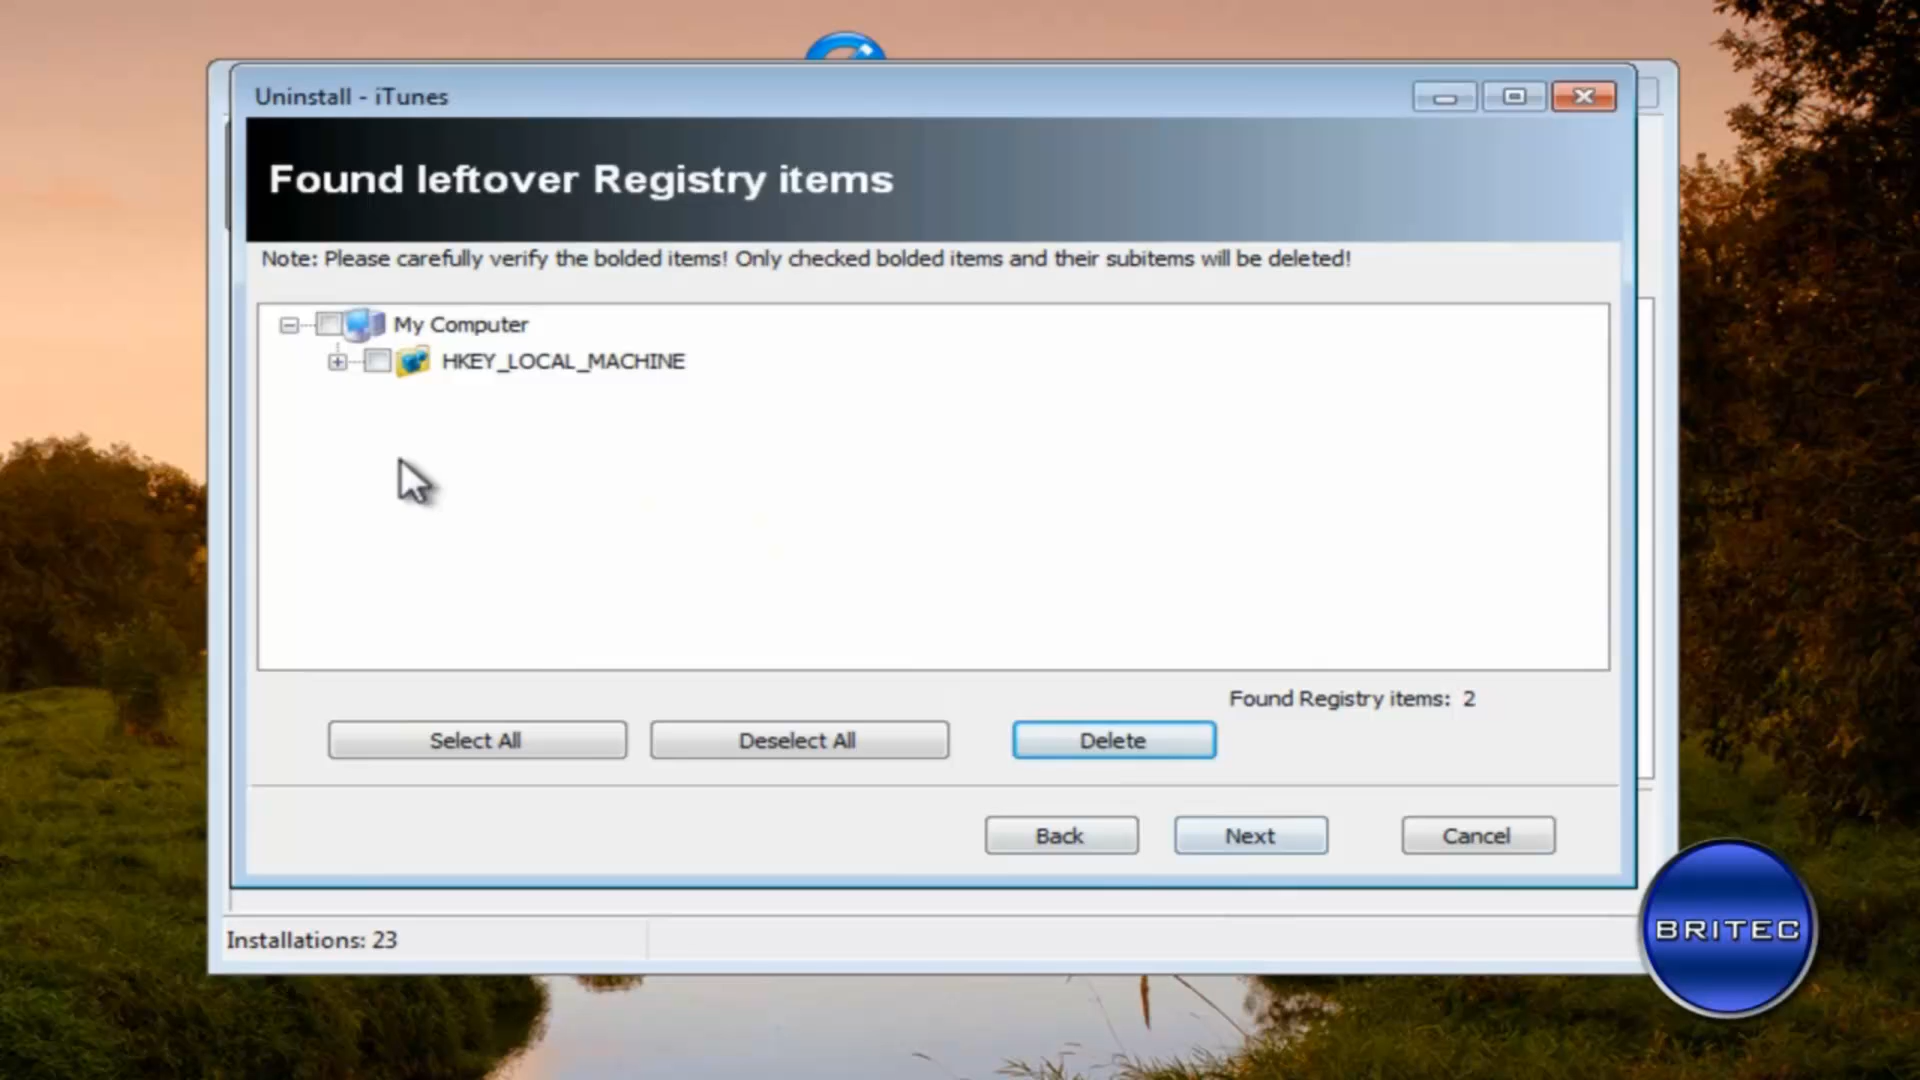 Uninstall - iTunes
Found leftover Registry items
Note: Please carefully verify the bolded items! Only checked bolded items and their subitems will be deleted!
My Computer
HKEY_LOCAL_MACHINE
Found Registry items: 2
Select All
Deselect All
Delete
Back
Next
Cancel
Installations: 23
BRITEC